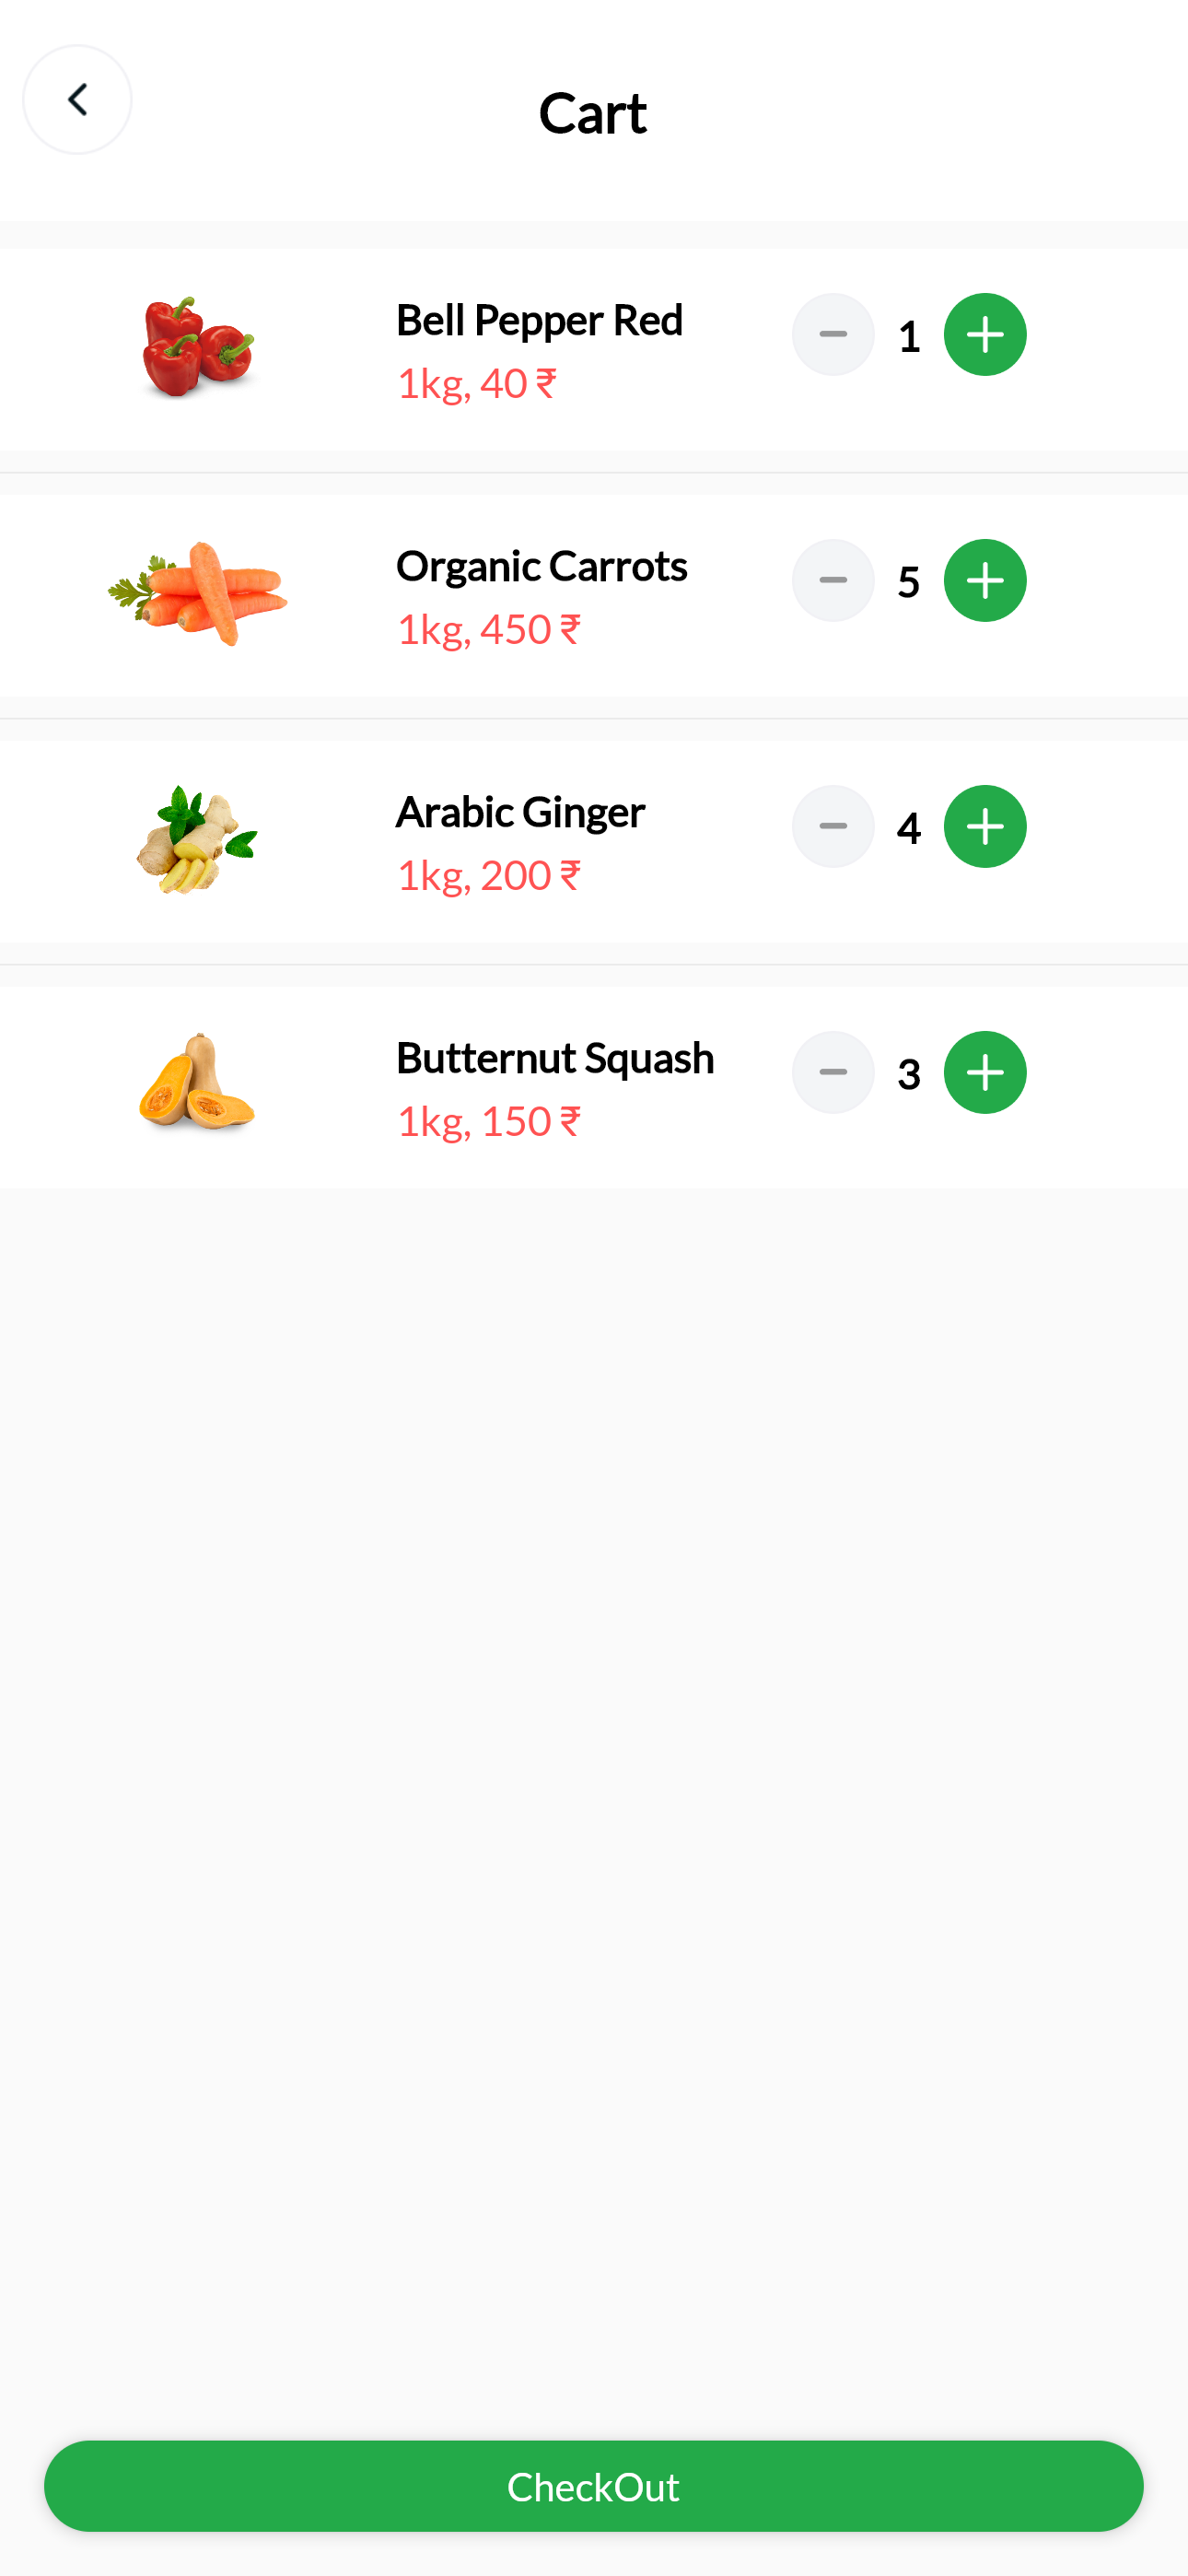 Cart
Bell Pepper Red
1kg, 40 ₹
1
Organic Carrots
1kg, 450 ₹
5
Arabic Ginger
1kg, 200 ₹
4
Butternut Squash
1kg, 150 ₹
3
CheckOut